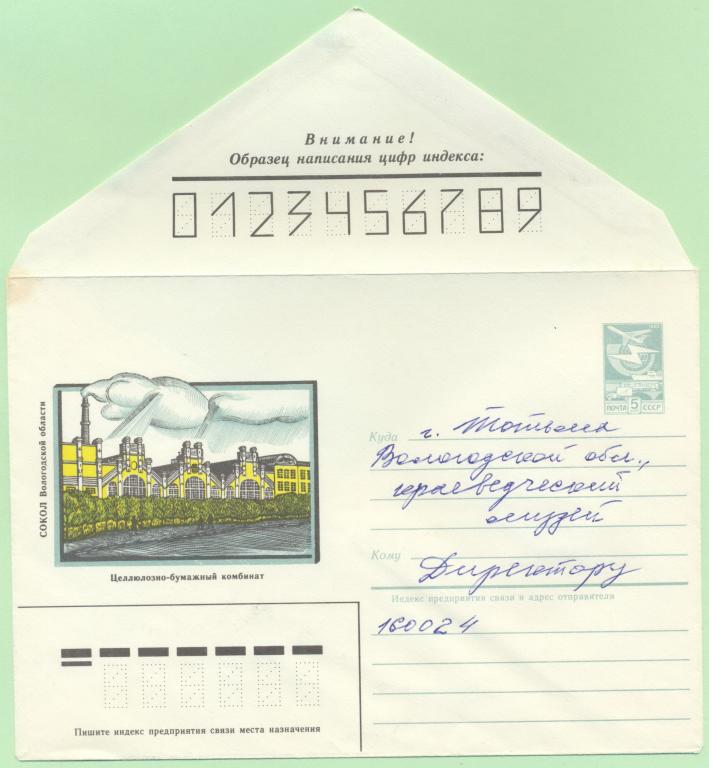 Внимание!
Образец написания цифр индекса:
0123456789
ПОЧТА 5 СССР
СОКОЛ Вологодской области
Целлюлозно-бумажный комбинат
Куда г. Тотьма
Вологодской обл.,
краеведческий
музей
Кому Директору
Индекс предприятия связи и адрес отправителя
160024
Пишите индекс предприятия связи места назначения